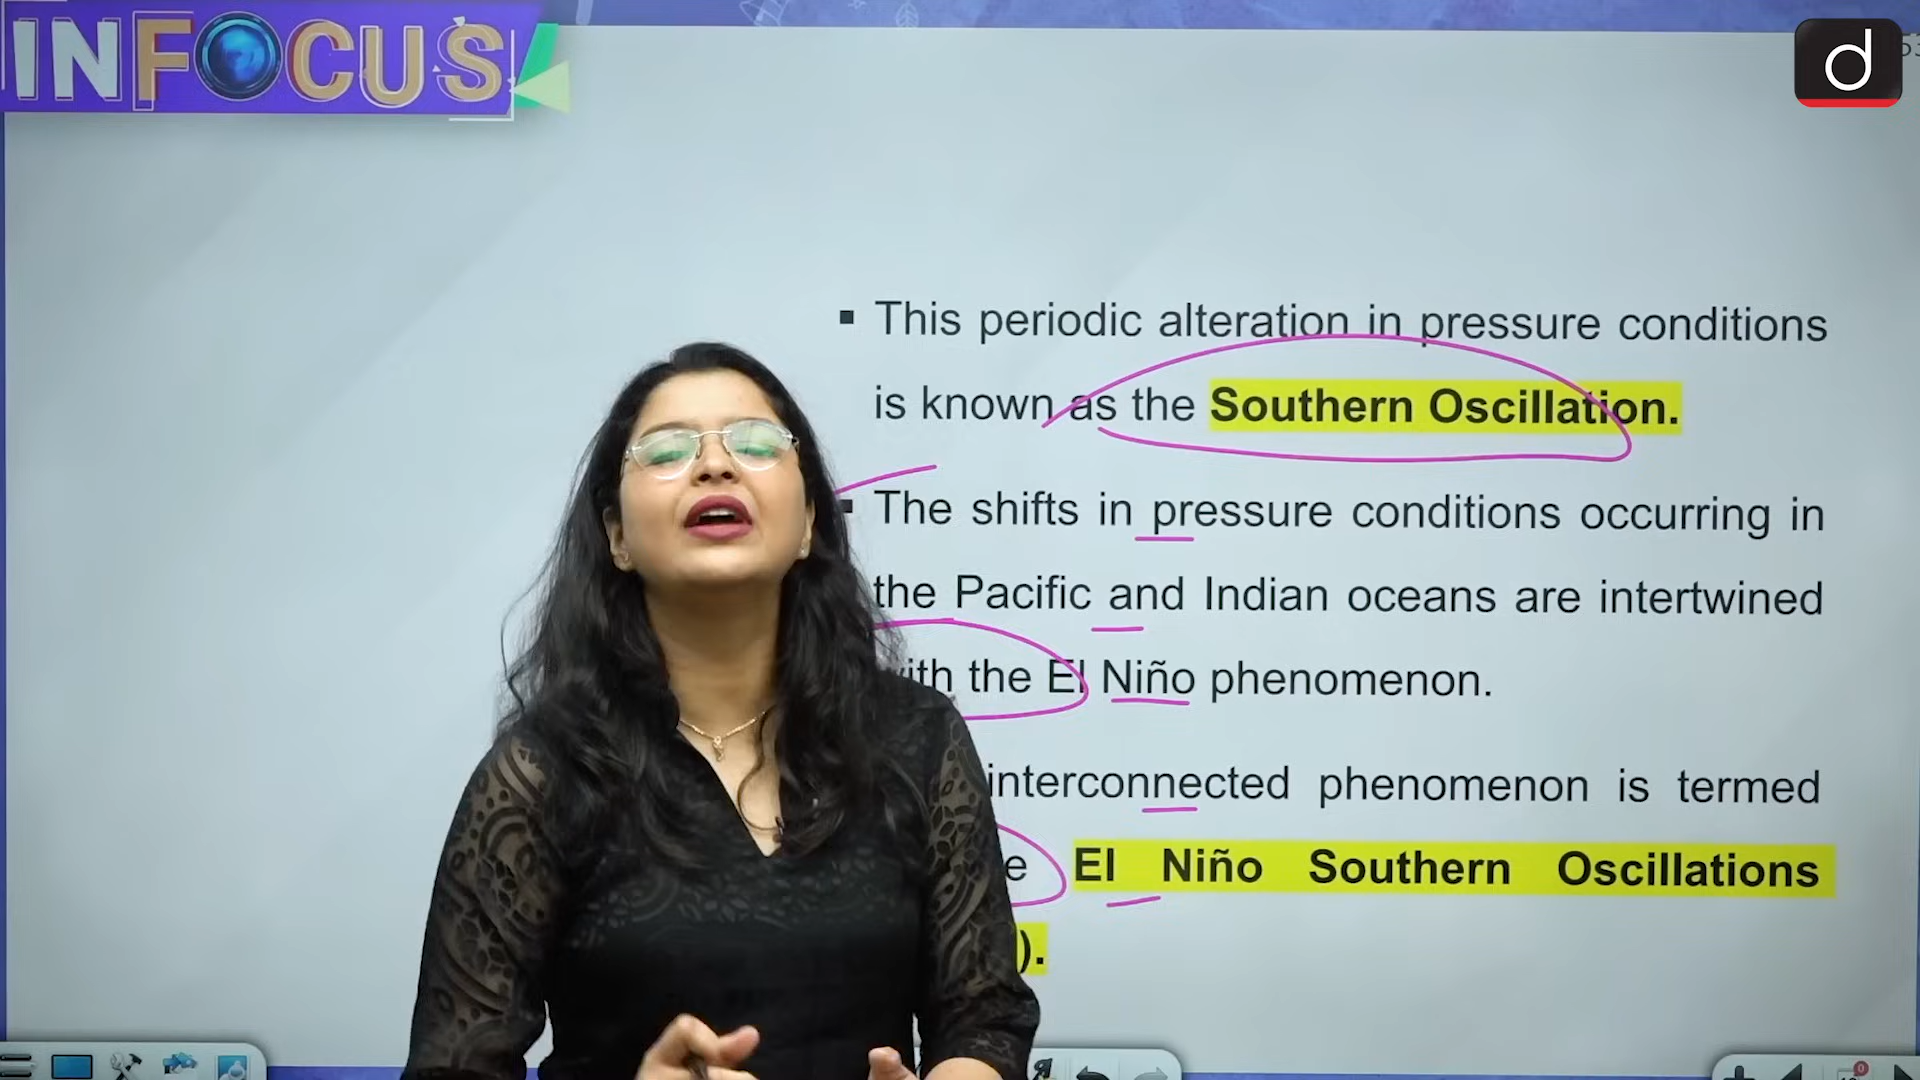 INFOCUS
d
This periodic alteration in pressure conditions
is known as the Southern Oscillation.
The shifts in pressure conditions occurring in
the Pacific and Indian oceans are intertwined
with the El Niño phenomenon.
interconnected phenomenon is termed
El Niño Southern Oscillations
).